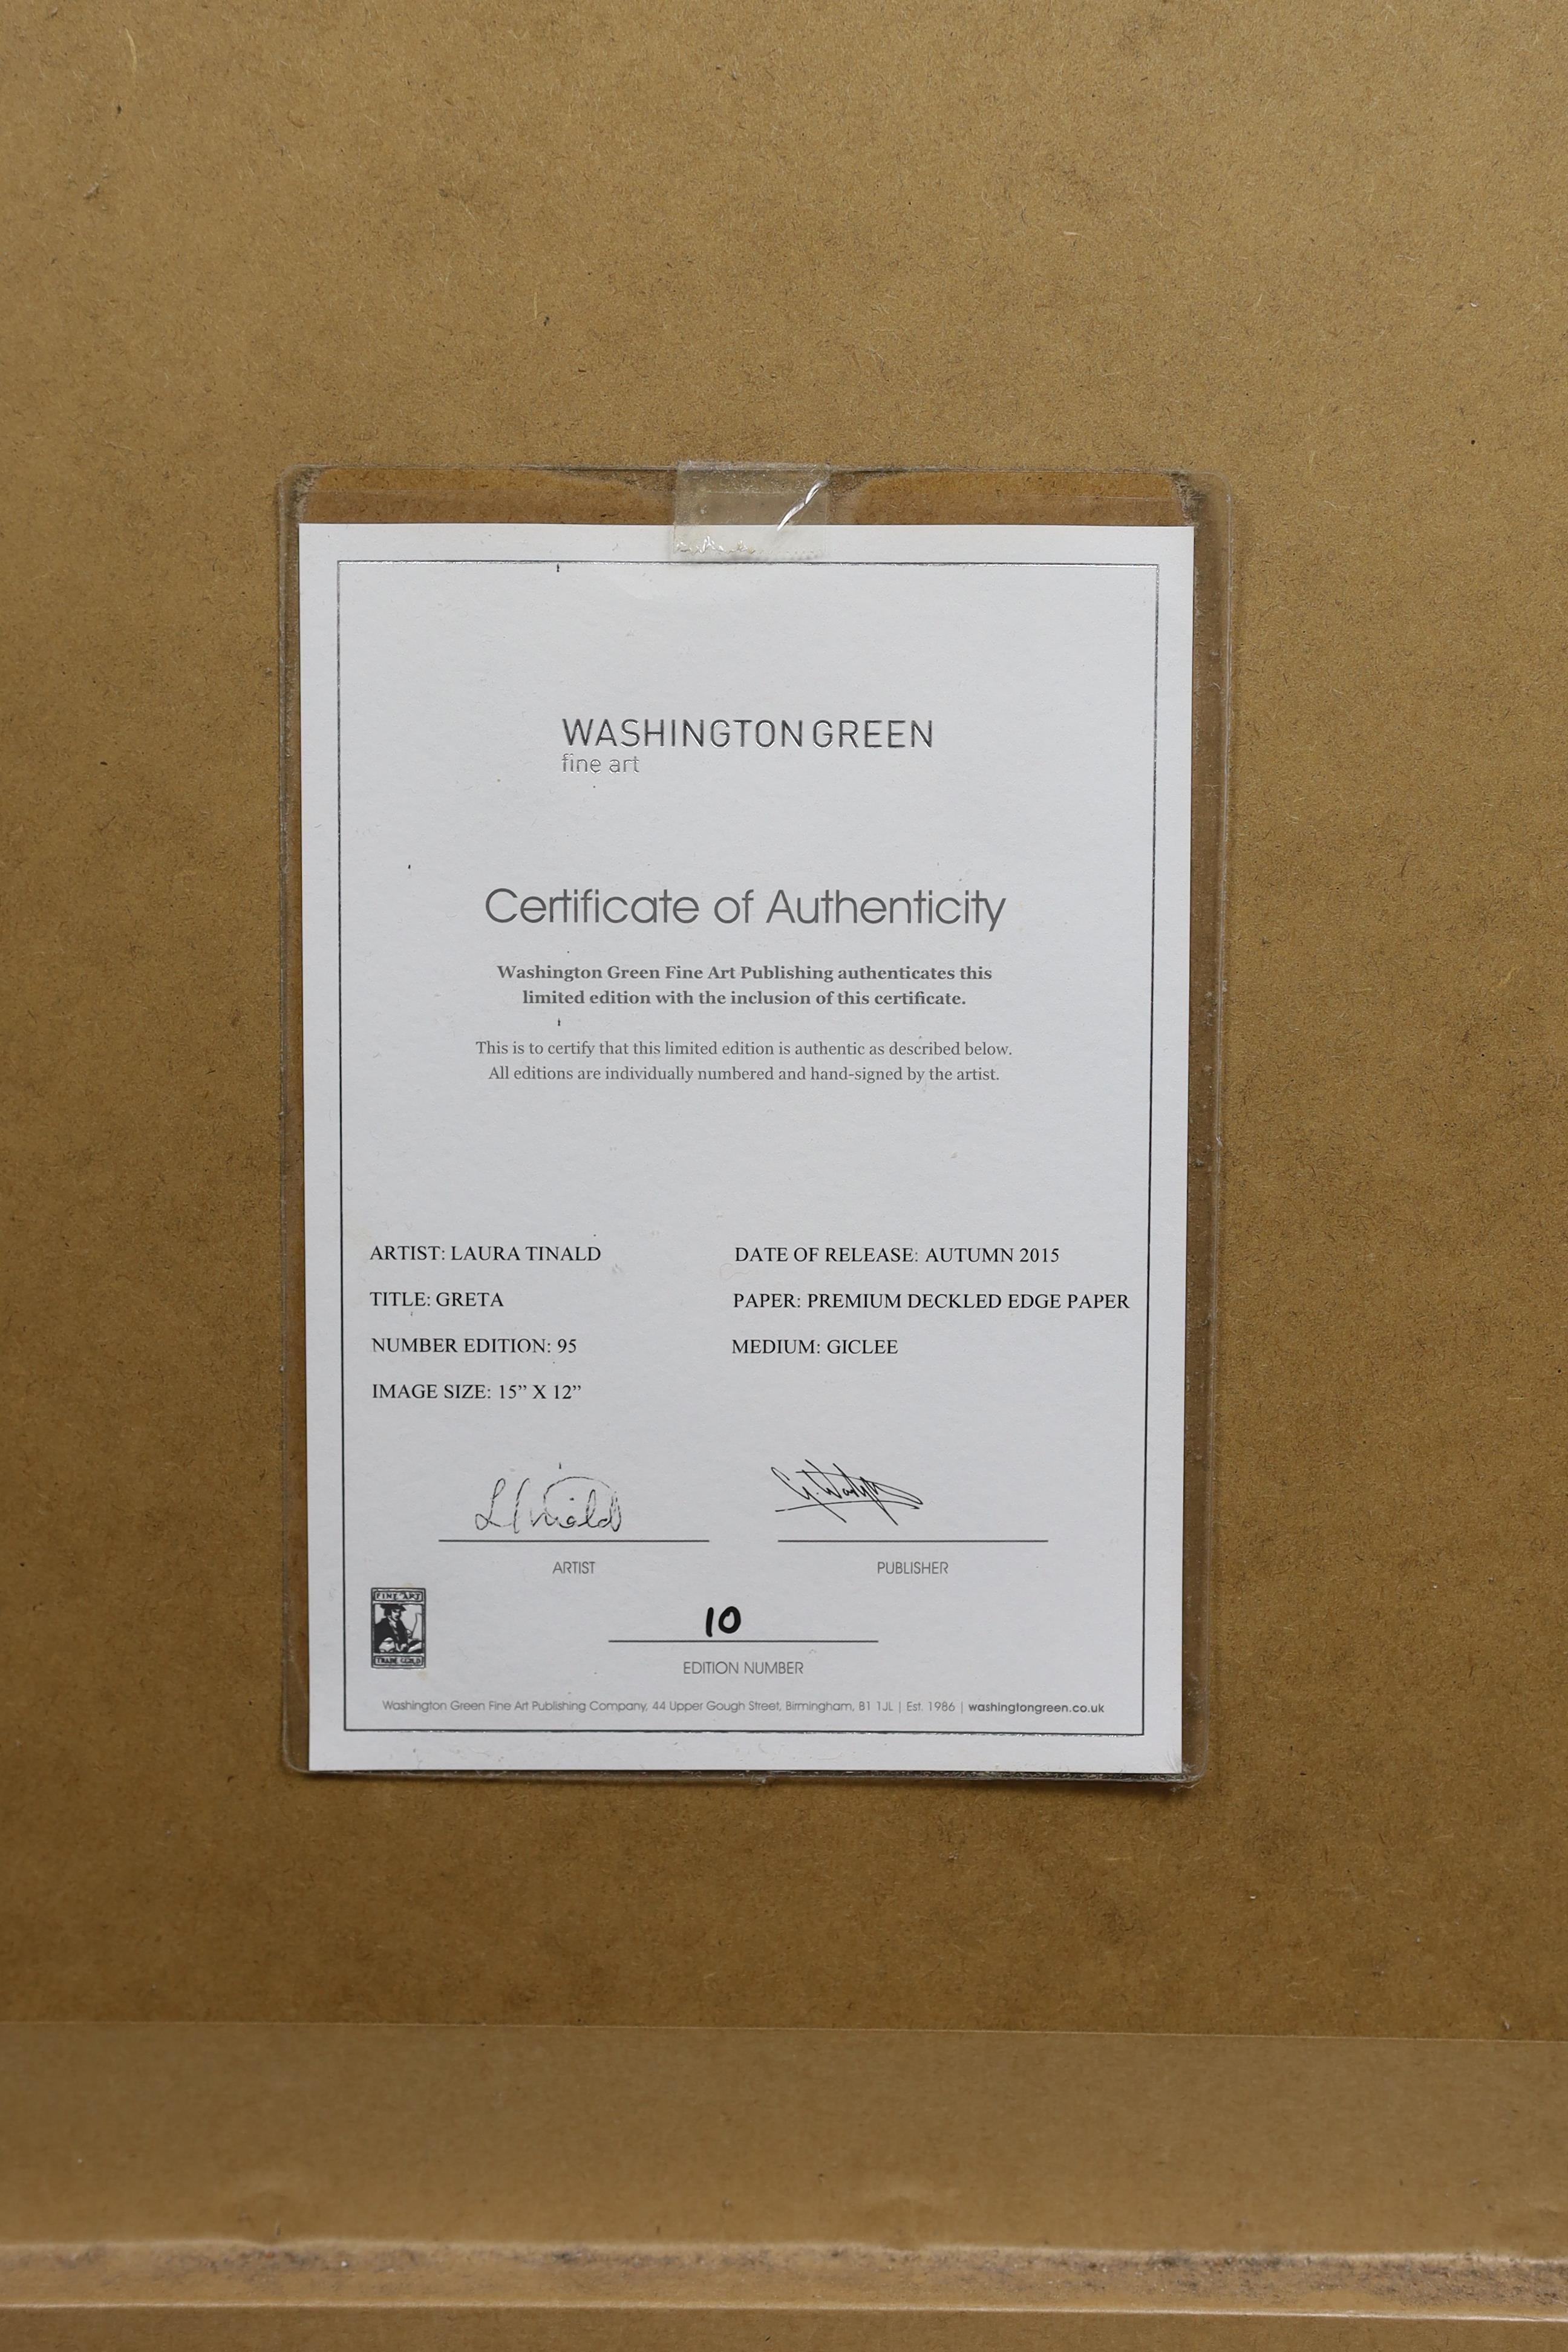 WASHINGTON GREEN
fine art
Certificate of Authenticity
Washington Green Fine Art Publishing authenticates this
limited edition with the inclusion of this certificate.
This is to certify that this limited edition is authentic as described below.
All editions are individually numbered and hand-signed by the artist.
ARTIST: LAURA TINALD
DATE OF RELEASE: AUTUMN 2015
TITLE: GRETA
PAPER: PREMIUM DECKLED EDGE PAPER
NUMBER EDITION: 95
MEDIUM: GICLEE
IMAGE SIZE: 15” X 12”
ARTIST
PUBLISHER
FINE ART
TRADE GUILD
10
EDITION NUMBER
Washington Green Fine Art Publishing Company, 44 Upper Gough Street, Birmingham, B1 1JL | Est. 1986 | washingtongreen.co.uk